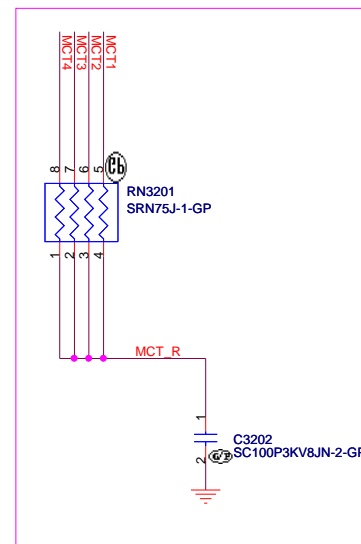 MCT4
MCT3
MCT2
MCT1
8
7
6
5
Pb
RN3201
SRN75J-1-GP
1
2
3
4
MCT_R
1
C3202
2
G/P
SC100P3KV8JN-2-GP